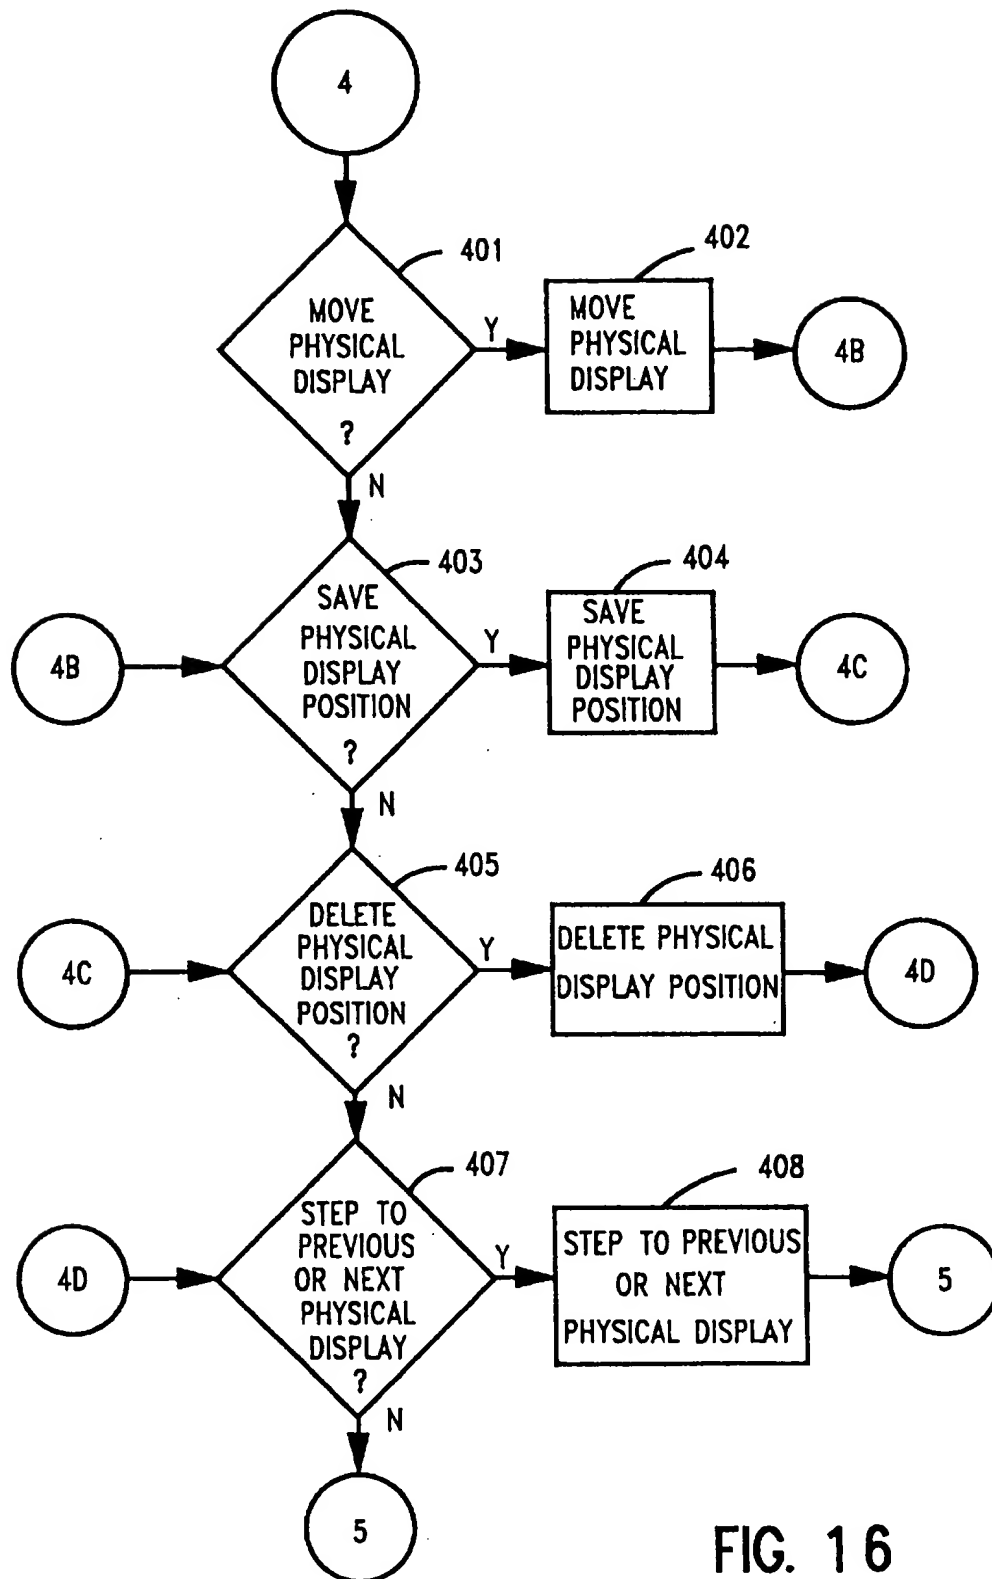 4
401
MOVE
PHYSICAL
DISPLAY
?
Y
402
MOVE
PHYSICAL
DISPLAY
4B
N
4B
403
SAVE
PHYSICAL
DISPLAY
POSITION
?
Y
404
SAVE
PHYSICAL
DISPLAY
POSITION
4C
N
4C
405
DELETE
PHYSICAL
DISPLAY
POSITION
?
Y
406
DELETE PHYSICAL
DISPLAY POSITION
4D
N
4D
407
STEP TO
PREVIOUS
OR NEXT
PHYSICAL
DISPLAY
?
Y
408
STEP TO PREVIOUS
OR NEXT
PHYSICAL DISPLAY
5
N
5
FIG. 16